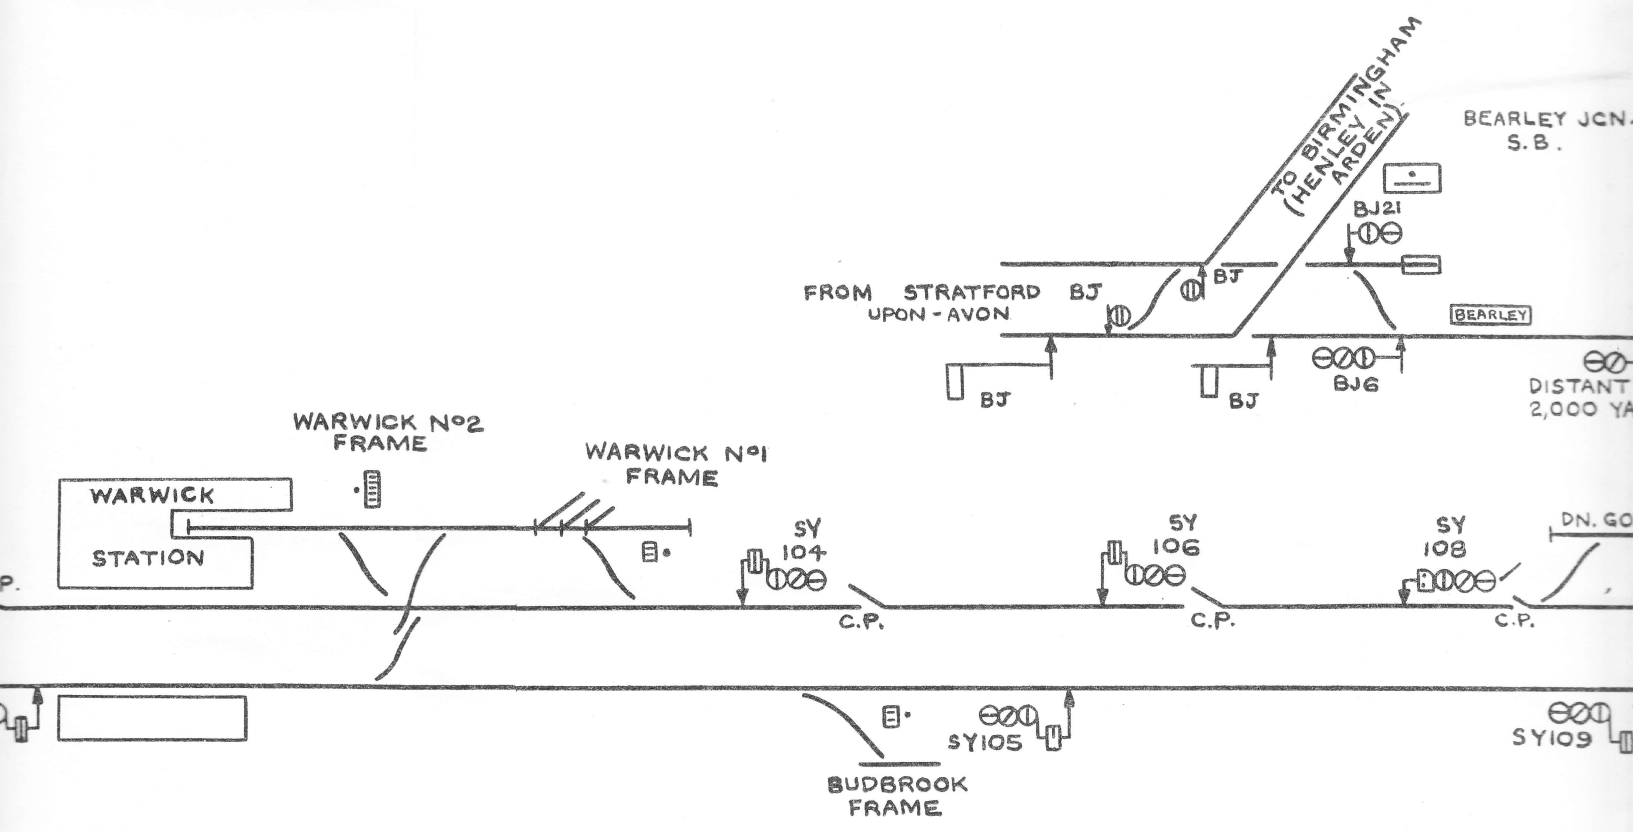 TO BIRMINGHAM
(HENLEY IN
ARDEN)
BEARLEY JCN.
S.B.
BJ21
BJ
FROM STRATFORD
UPON-AVON
BJ
BEARLEY
BJ
BJ
BJ6
DISTANT
2,000 YA
WARWICK Nº2
FRAME
WARWICK Nº1
FRAME
WARWICK
STATION
SY
104
SY
106
SY
108
DN. GO
P.
C.P.
C.P.
C.P.
SY105
SY109
BUDBROOK
FRAME